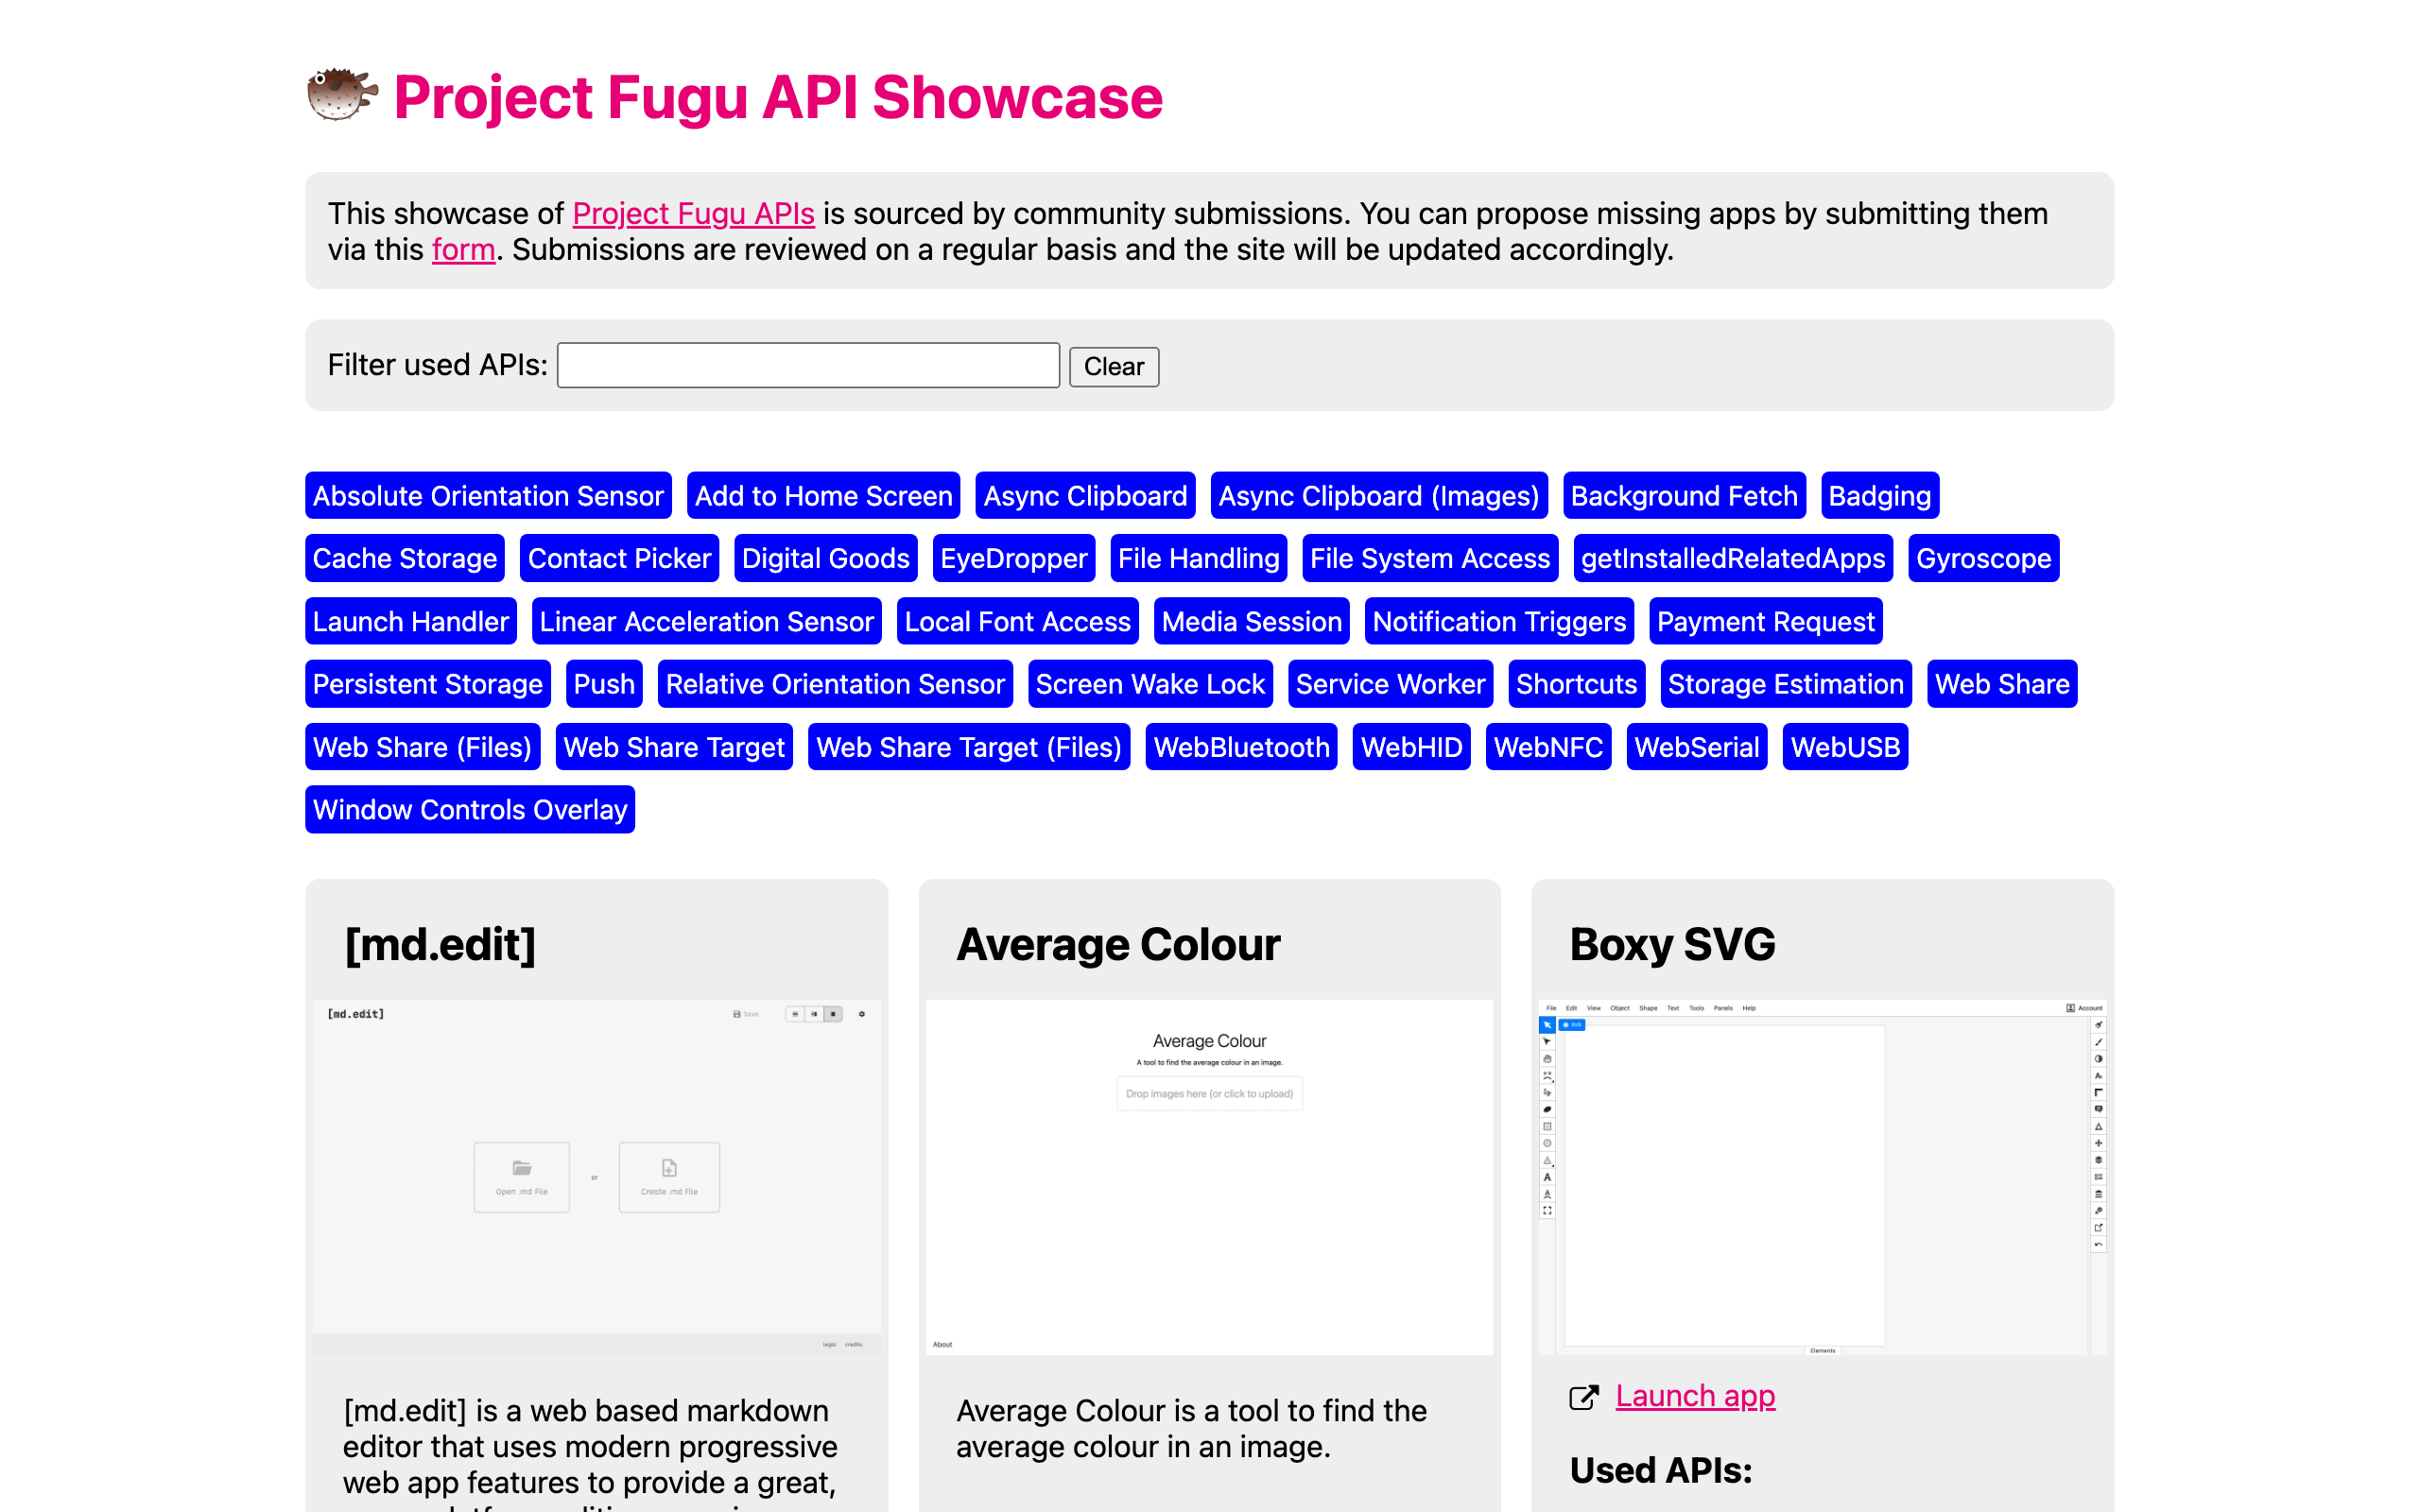 Project Fugu API Showcase
This showcase of Project Fugu APIs is sourced by community submissions. You can propose missing apps by submitting them
via this form. Submissions are reviewed on a regular basis and the site will be updated accordingly.
Filter used APIs: Clear
Absolute Orientation Sensor Add to Home Screen Async Clipboard Async Clipboard (Images) Background Fetch Badging
Cache Storage Contact Picker Digital Goods EyeDropper File Handling File System Access getInstalledRelatedApps Gyroscope
Launch Handler Linear Acceleration Sensor Local Font Access Media Session Notification Triggers Payment Request
Persistent Storage Push Relative Orientation Sensor Screen Wake Lock Service Worker Shortcuts Storage Estimation Web Share
Web Share (Files) Web Share Target Web Share Target (Files) WebBluetooth WebHID WebNFC WebSerial WebUSB
Window Controls Overlay
[md.edit]
[md.edit] Save
Open .md File or Create .md File
legal credits
[md.edit] is a web based markdown
editor that uses modern progressive
web app features to provide a great,
Average Colour
Average Colour
A tool to find the average colour in an image.
Drop images here (or click to upload)
About
Average Colour is a tool to find the
average colour in an image.
Boxy SVG
File Edit View Object Shape Text Tools Panels Help Account
SVG
Elements
Launch app
Used APIs: